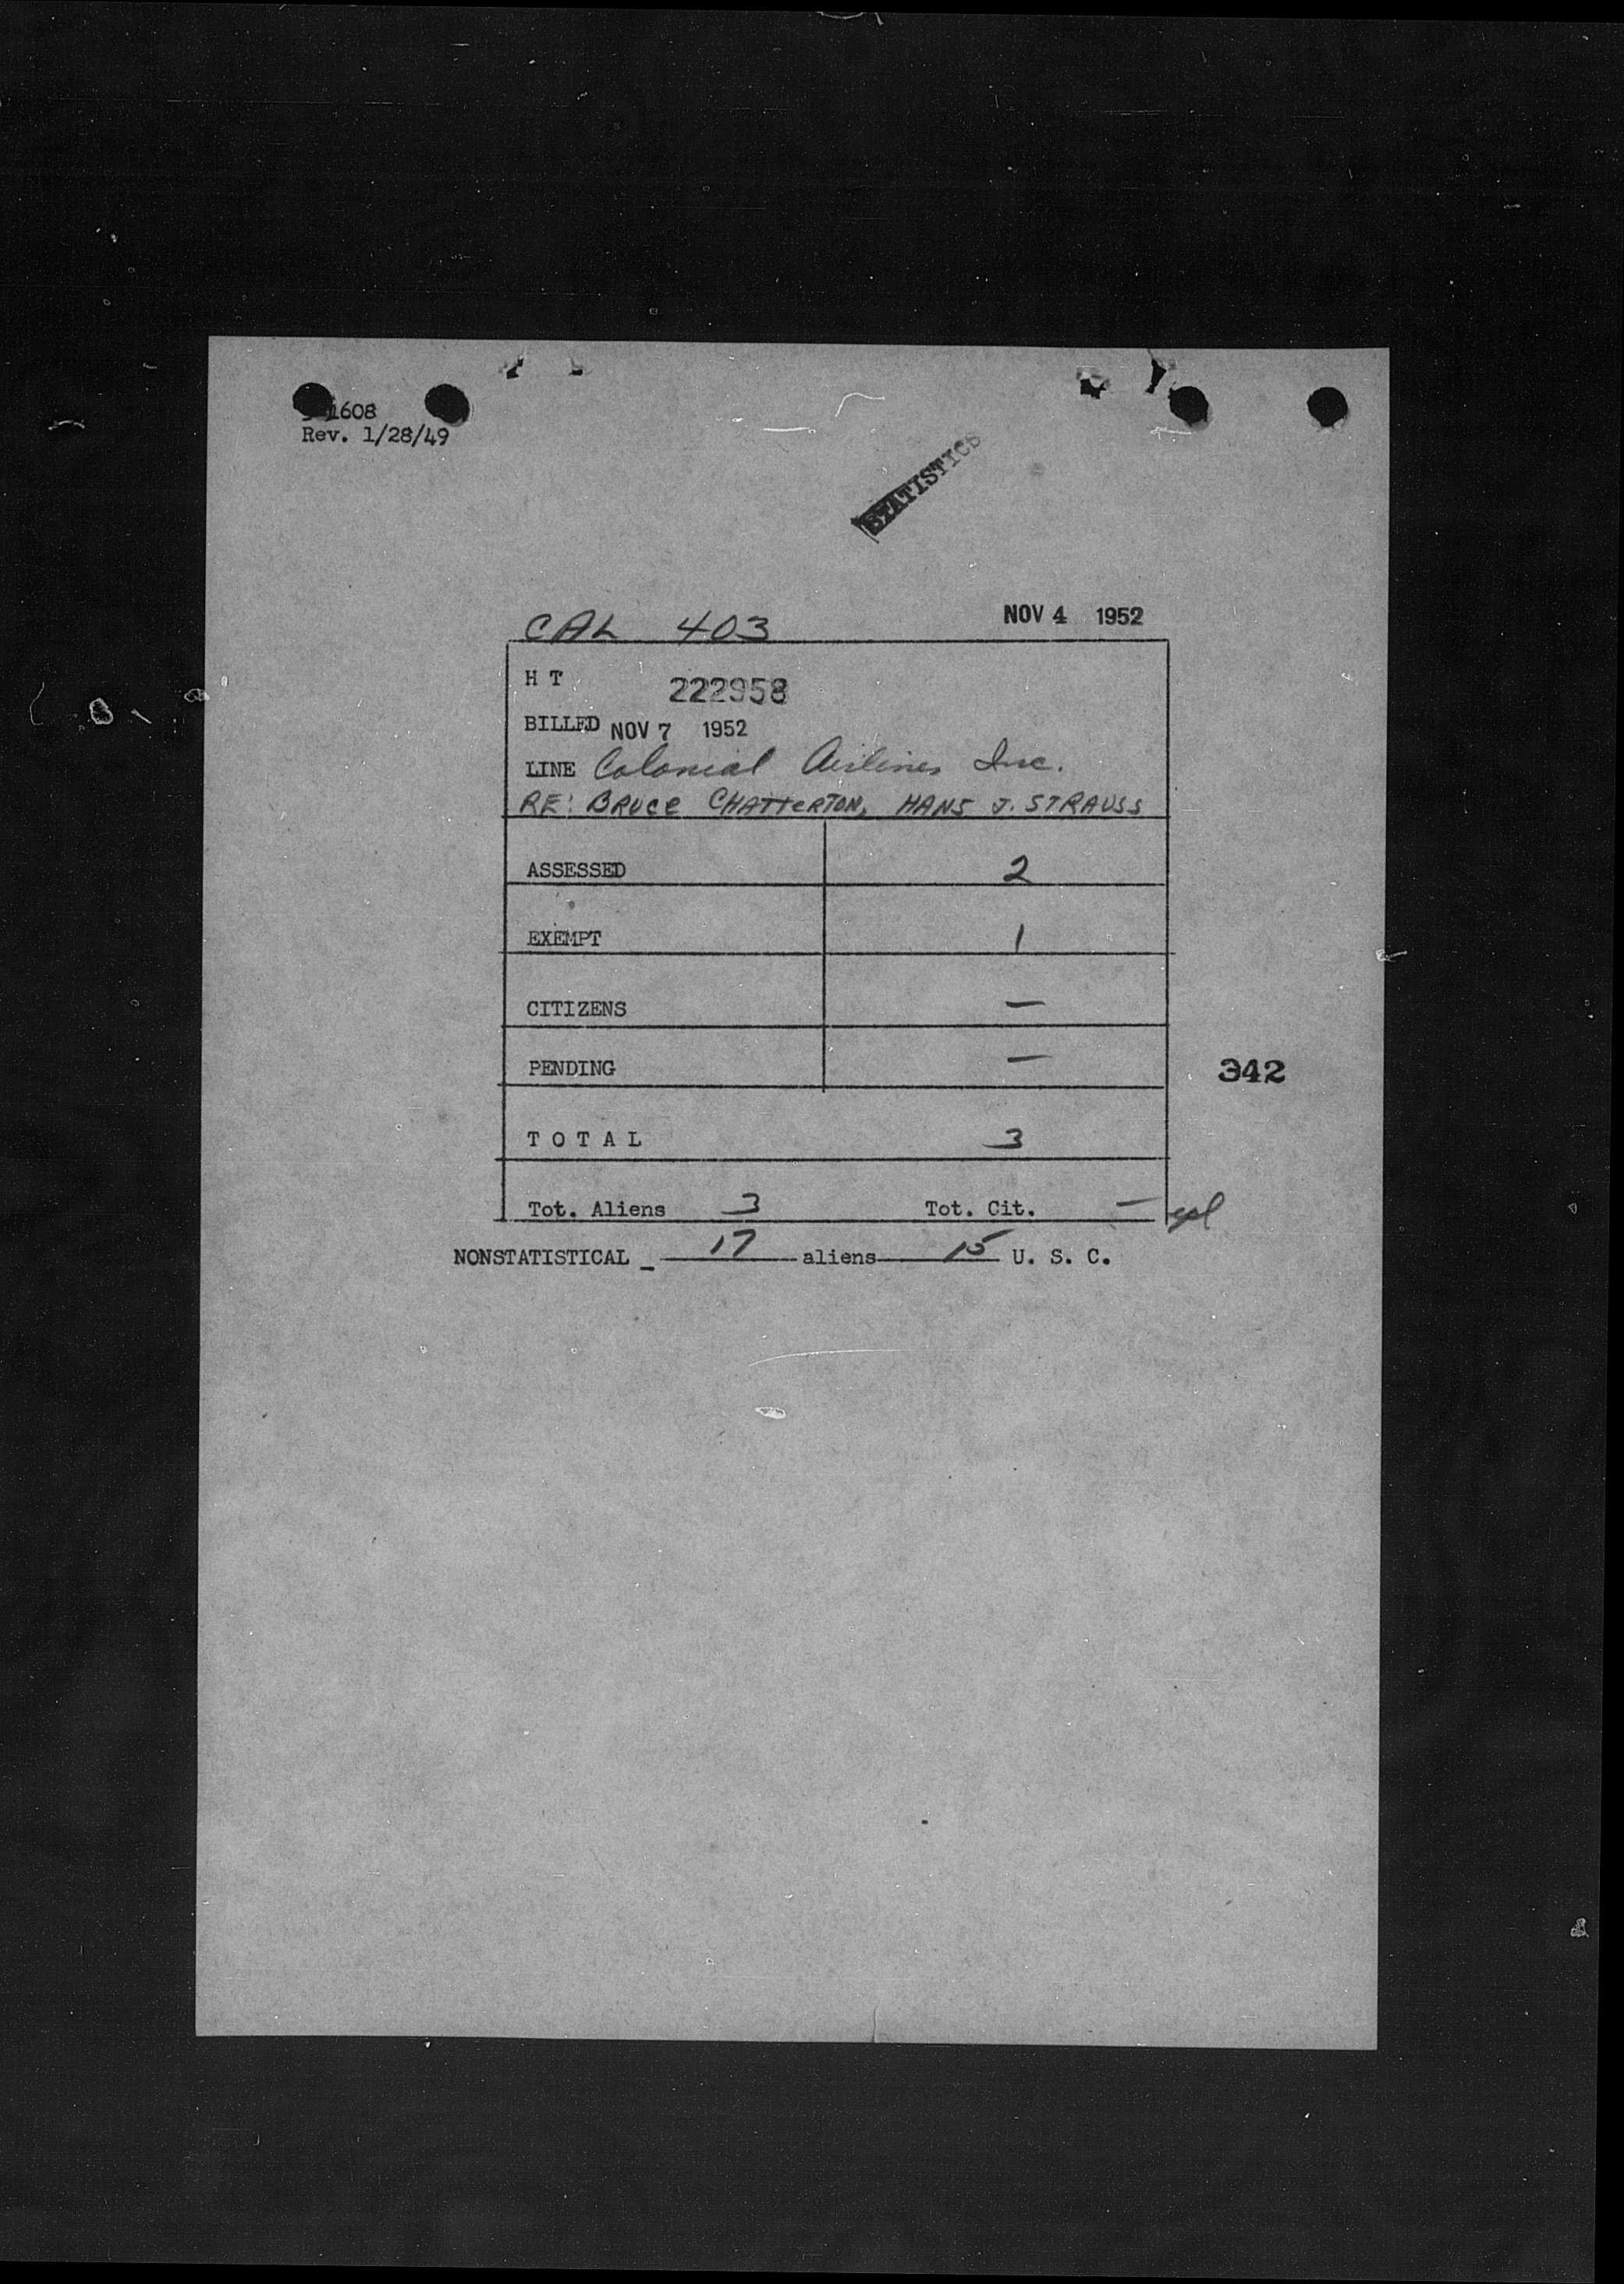 1608
Rev. 1/28/49
STATISTICS
CAL 403 NOV 4 1952
H T 222958
BILLED NOV 7 1952
LINE Colonial Airlines Inc.
RE: BRUCE CHATTERTON, HANS J. STRAUSS
ASSESSED 2
EXEMPT 1
CITIZENS —
PENDING —
342
T O T A L 3
Tot. Aliens 3 Tot. Cit. —
NONSTATISTICAL _ 17 aliens 15 U. S. C.